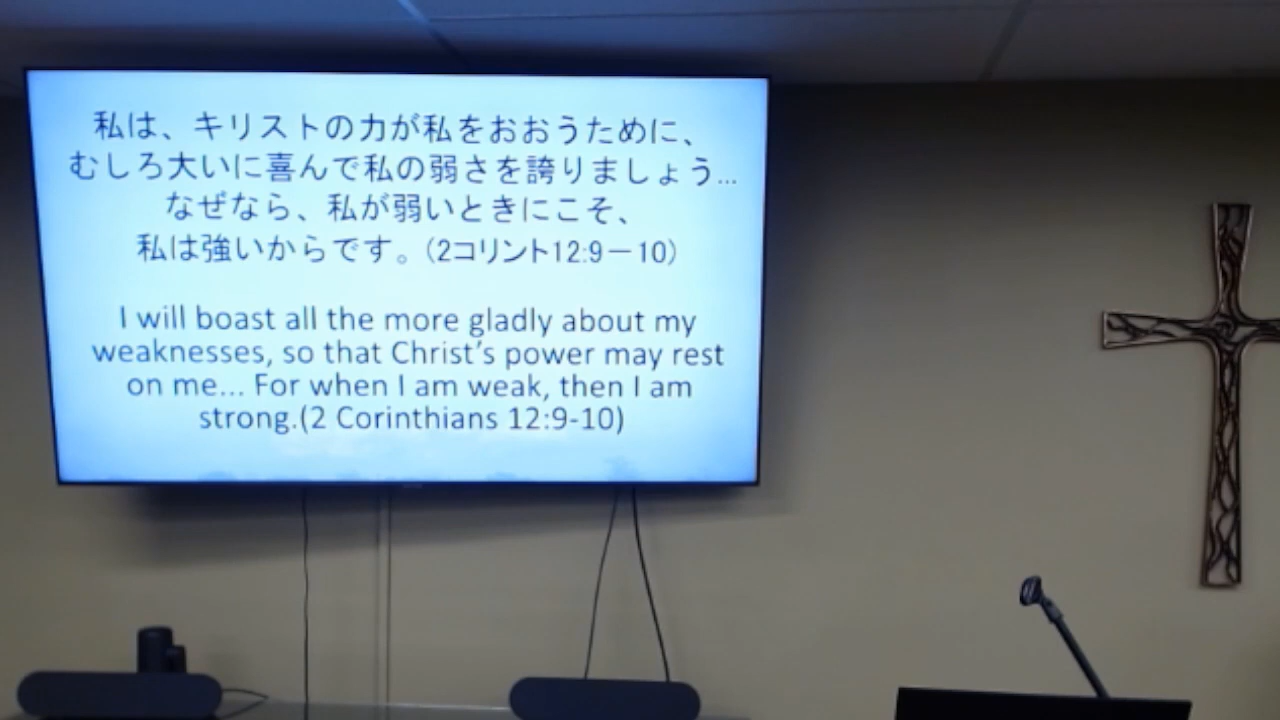 私は、キリストの力が私をおおうために、
むしろ大いに喜んで私の弱さを誇りましょう...
なぜなら、私が弱いときにこそ、
私は強いからです。(2コリント12:9－10)
I will boast all the more gladly about my
weaknesses, so that Christ’s power may rest
on me... For when I am weak, then I am
strong.(2 Corinthians 12:9-10)